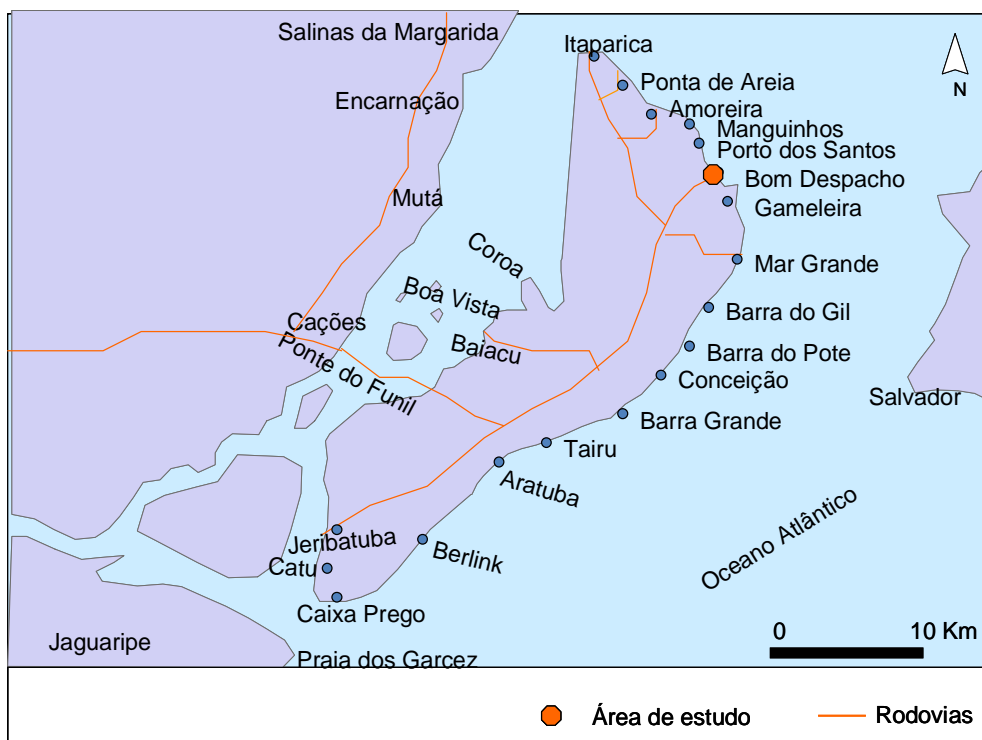 Salinas da Margarida
Itaparica
Ponta de Areia
N
Encarnação
Amoreira
Manguinhos
Porto dos Santos
Bom Despacho
Mutá
Gameleira
Coroa
Mar Grande
Boa Vista
Barra do Gil
Cações
Baiacu
Barra do Pote
Ponte do Funil
Conceição
Salvador
Barra Grande
Tairu
Aratuba
Oceano Atlântico
Jeribatuba
Berlink
Catu
Caixa Prego
0 10 Km
Jaguaripe
Praia dos Garcez
Área de estudo
Rodovias